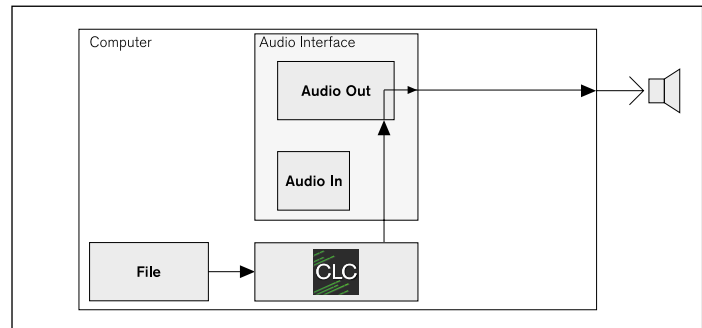 Computer
Audio Interface
Audio Out
Audio In
File
CLC